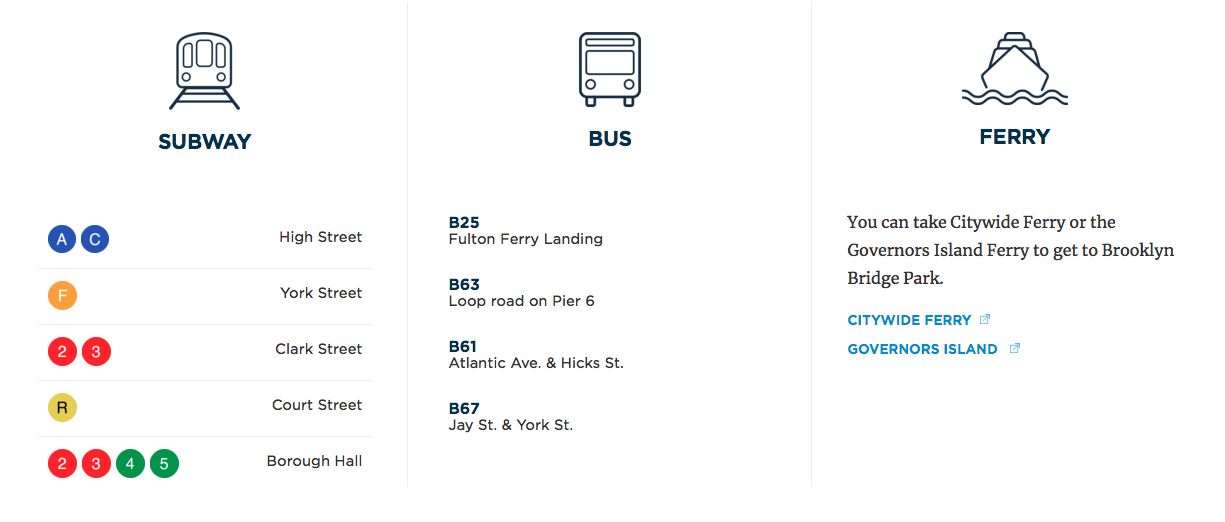 SUBWAY
A C High Street
F York Street
2 3 Clark Street
R Court Street
2 3 4 5 Borough Hall
BUS
B25
Fulton Ferry Landing
B63
Loop road on Pier 6
B61
Atlantic Ave. & Hicks St.
B67
Jay St. & York St.
FERRY
You can take Citywide Ferry or the
Governors Island Ferry to get to Brooklyn
Bridge Park.
CITYWIDE FERRY
GOVERNORS ISLAND